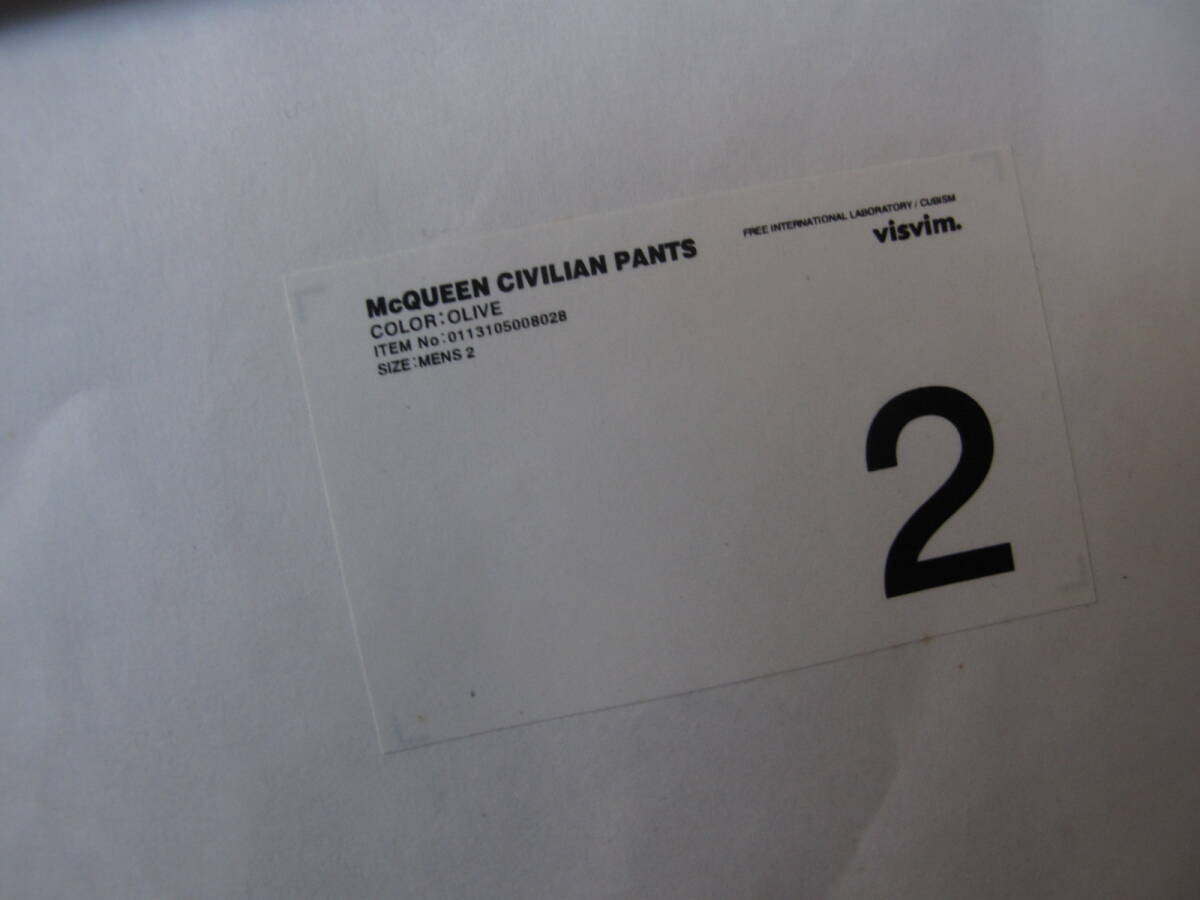 McQUEEN CIVILIAN PANTS
COLOR:OLIVE
ITEM No:0113105008028
SIZE:MENS 2
FREE INTERNATIONAL LABORATORY / CUBISM
visvim.
2